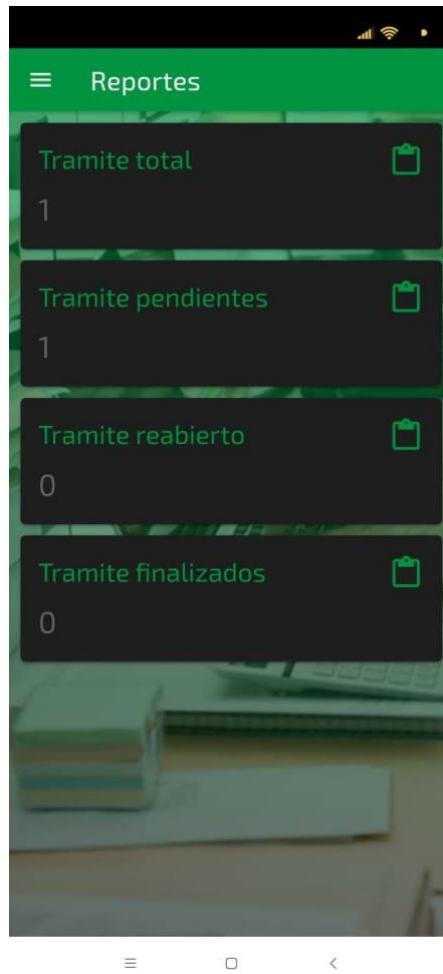 Reportes
Tramite total
1
Tramite pendientes
1
Tramite reabierto
0
Tramite finalizados
0